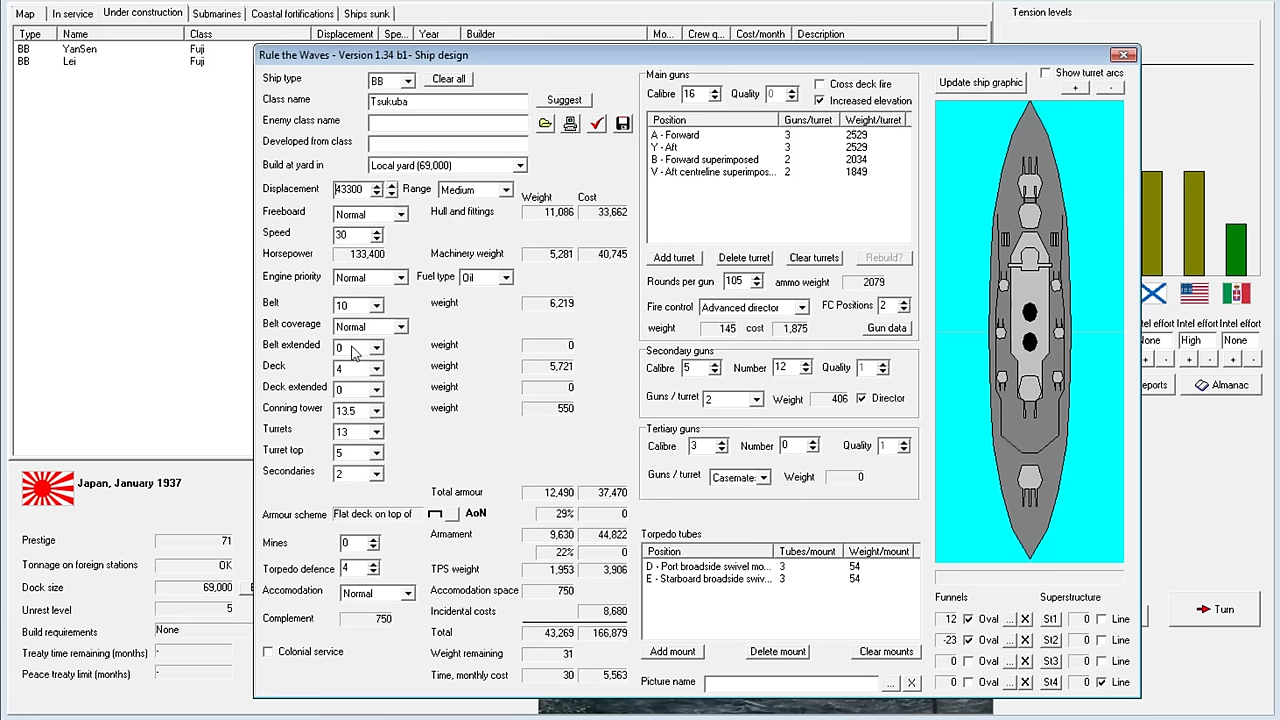 Map In service Under construction Submarines Coastal fortifications Ships sunk
Tension levels
Type Name Class Displacement Spe... Year Builder Mo... Crew q... Cost/month Description
BB YanSen Fuji
BB Lei Fuji
Rule the Waves - Version 1.34 b1- Ship design
Ship type BB Clear all
Class name Tsukuba Suggest
Enemy class name
Developed from class
Build at yard in Local yard (69,000)
Displacement 43300 Range Medium
Weight Cost
Freeboard Normal Hull and fittings 11,086 33,662
Speed 30
Horsepower 133,400 Machinery weight 5,281 40,745
Engine priority Normal Fuel type Oil
Belt 10 weight 6,219
Belt coverage Normal
Belt extended 0 weight 0
Deck 4 weight 5,721
Deck extended 0 weight 0
Conning tower 13.5 weight 550
Turrets 13
Turret top 5
Secondaries 2
Total amour 12,490 37,470
Armour scheme Flat deck on top of AoN 29% 0
Armament 9,630 44,822
22% 0
Mines 0
Torpedo defence 4 TPS weight 1,953 3,906
Accomodation Normal Accomodation space 750
Incidental costs 8,680
Complement 750
Total 43,269 166,879
Colonial service Weight remaining 31
Time, monthly cost 30 5,563
Main guns
Calibre 16 Quality 0 Cross deck fire
Increased elevation
Position Guns/turret Weight/turret
A - Forward 3 2529
Y - Aft 3 2529
B - Forward superimposed 2 2034
V - Aft centreline superimpos... 2 1849
Add turret Delete turret Clear turrets Rebuild?
Rounds per gun 105 ammo weight 2079
Fire control Advanced director FC Positions 2
weight 145 cost 1,875 Gun data
Secondary guns
Calibre 5 Number 12 Quality 1
Guns / turret 2 Weight 406 Director
Tertiary guns
Calibre 3 Number 0 Quality 1
Guns / turret Casemate: Weight 0
Torpedo tubes
Position Tubes/mount Weight/mount
D - Port broadside swivel mo... 3 54
E - Starboard broadside swiv... 3 54
Add mount Delete mount Clear mounts
Picture name ... X
Update ship graphic Show turret arcs
+ -
Funnels Superstructure
12 Oval ... X St1 0 Line
-23 Oval ... X St2 0 Line
0 Oval ... X St3 0 Line
0 Oval ... X St4 0 Line
Intel effort Intel effort Intel effort
None High None
+ - + - + -
eports Almanac
Turn
Japan, January 1937
Prestige 71
Tonnage on foreign stations OK
Dock size 69,000
Unrest level 5
Build requirements None
Treaty time remaining (months) -
Peace treaty limit (months) -